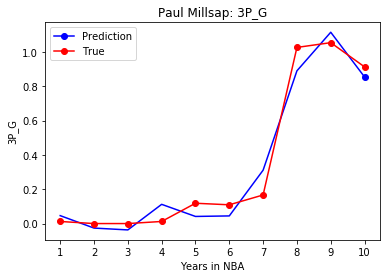 Paul Millsap: 3P_G
Prediction
True
3P_G
1.0
0.8
0.6
0.4
0.2
0.0
1 2 3 4 5 6 7 8 9 10
Years in NBA